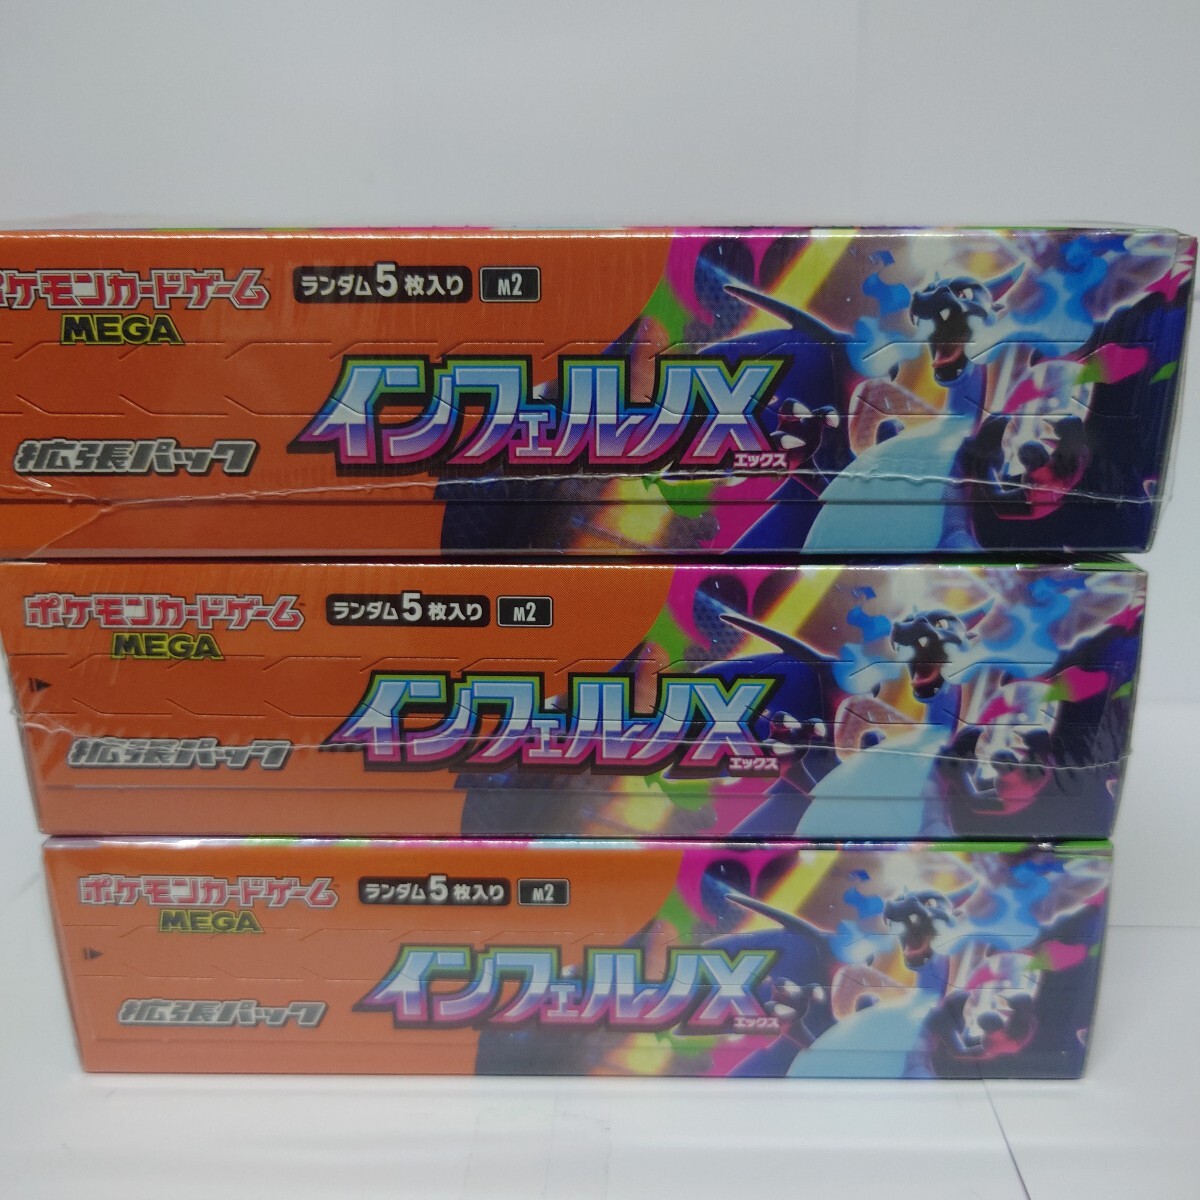 ポケモンカードゲーム
MEGA
ランダム5枚入り M2
インフェルノX
エックス
拡張パック
ポケモンカードゲーム
MEGA
ランダム5枚入り M2
インフェルノX
エックス
拡張パック
ポケモンカードゲーム
MEGA
ランダム5枚入り M2
インフェルノX
エックス
拡張パック